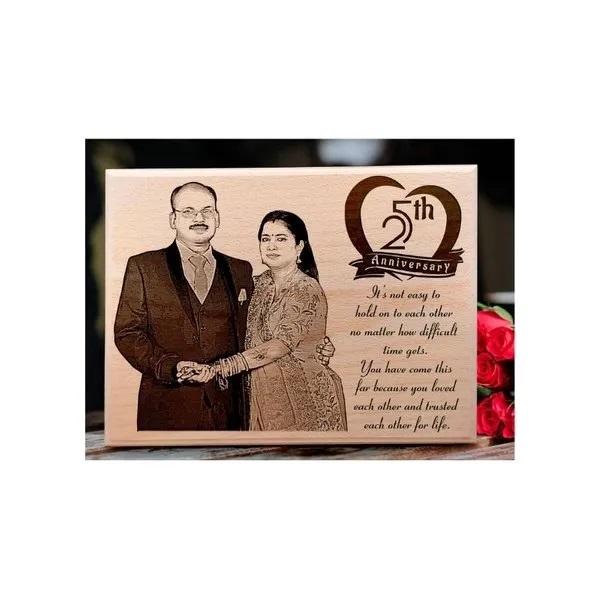 25th
Anniversary
It's not easy to
hold on to each other
no matter how difficult
time gets.
You have come this
far because you loved
each other and trusted
each other for life.